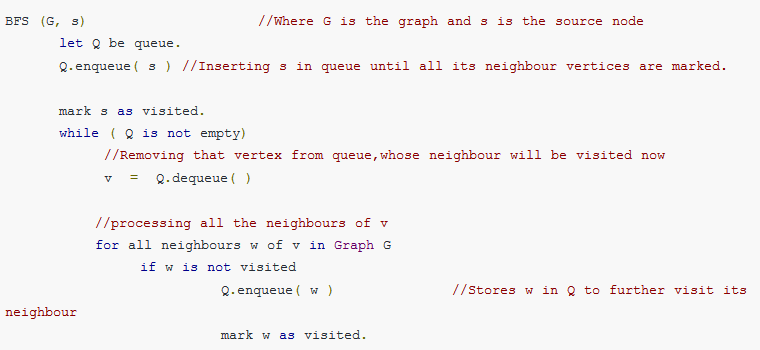 BFS (G, s)                   //Where G is the graph and s is the source node
      let Q be queue.
      Q.enqueue( s ) //Inserting s in queue until all its neighbour vertices are marked.

      mark s as visited.
      while ( Q is not empty)
           //Removing that vertex from queue,whose neighbour will be visited now
           v  =  Q.dequeue( )

          //processing all the neighbours of v
          for all neighbours w of v in Graph G
               if w is not visited
                        Q.enqueue( w )             //Stores w in Q to further visit its
neighbour
                        mark w as visited.